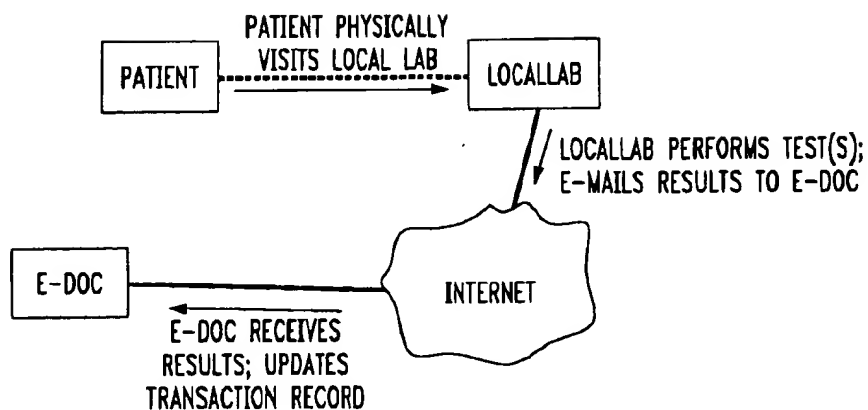 PATIENT PHYSICALLY
VISITS LOCAL LAB
PATIENT
LOCALLAB
LOCALLAB PERFORMS TEST(S);
E-MAILS RESULTS TO E-DOC
INTERNET
E-DOC
E-DOC RECEIVES
RESULTS; UPDATES
TRANSACTION RECORD